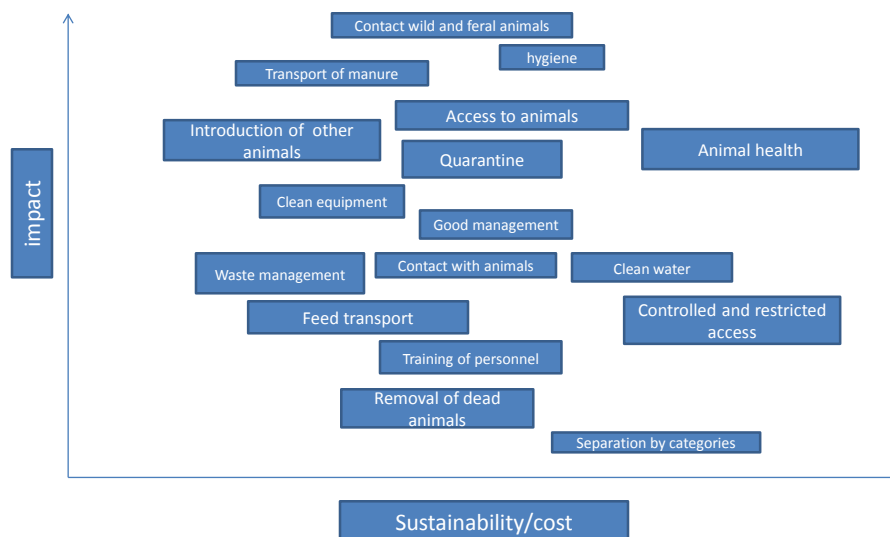 Contact wild and feral animals
hygiene
Transport of manure
Access to animals
Introduction of other
animals
Animal health
Quarantine
impact
Clean equipment
Good management
Waste management
Contact with animals
Clean water
Feed transport
Controlled and restricted
access
Training of personnel
Removal of dead
animals
Separation by categories
Sustainability/cost